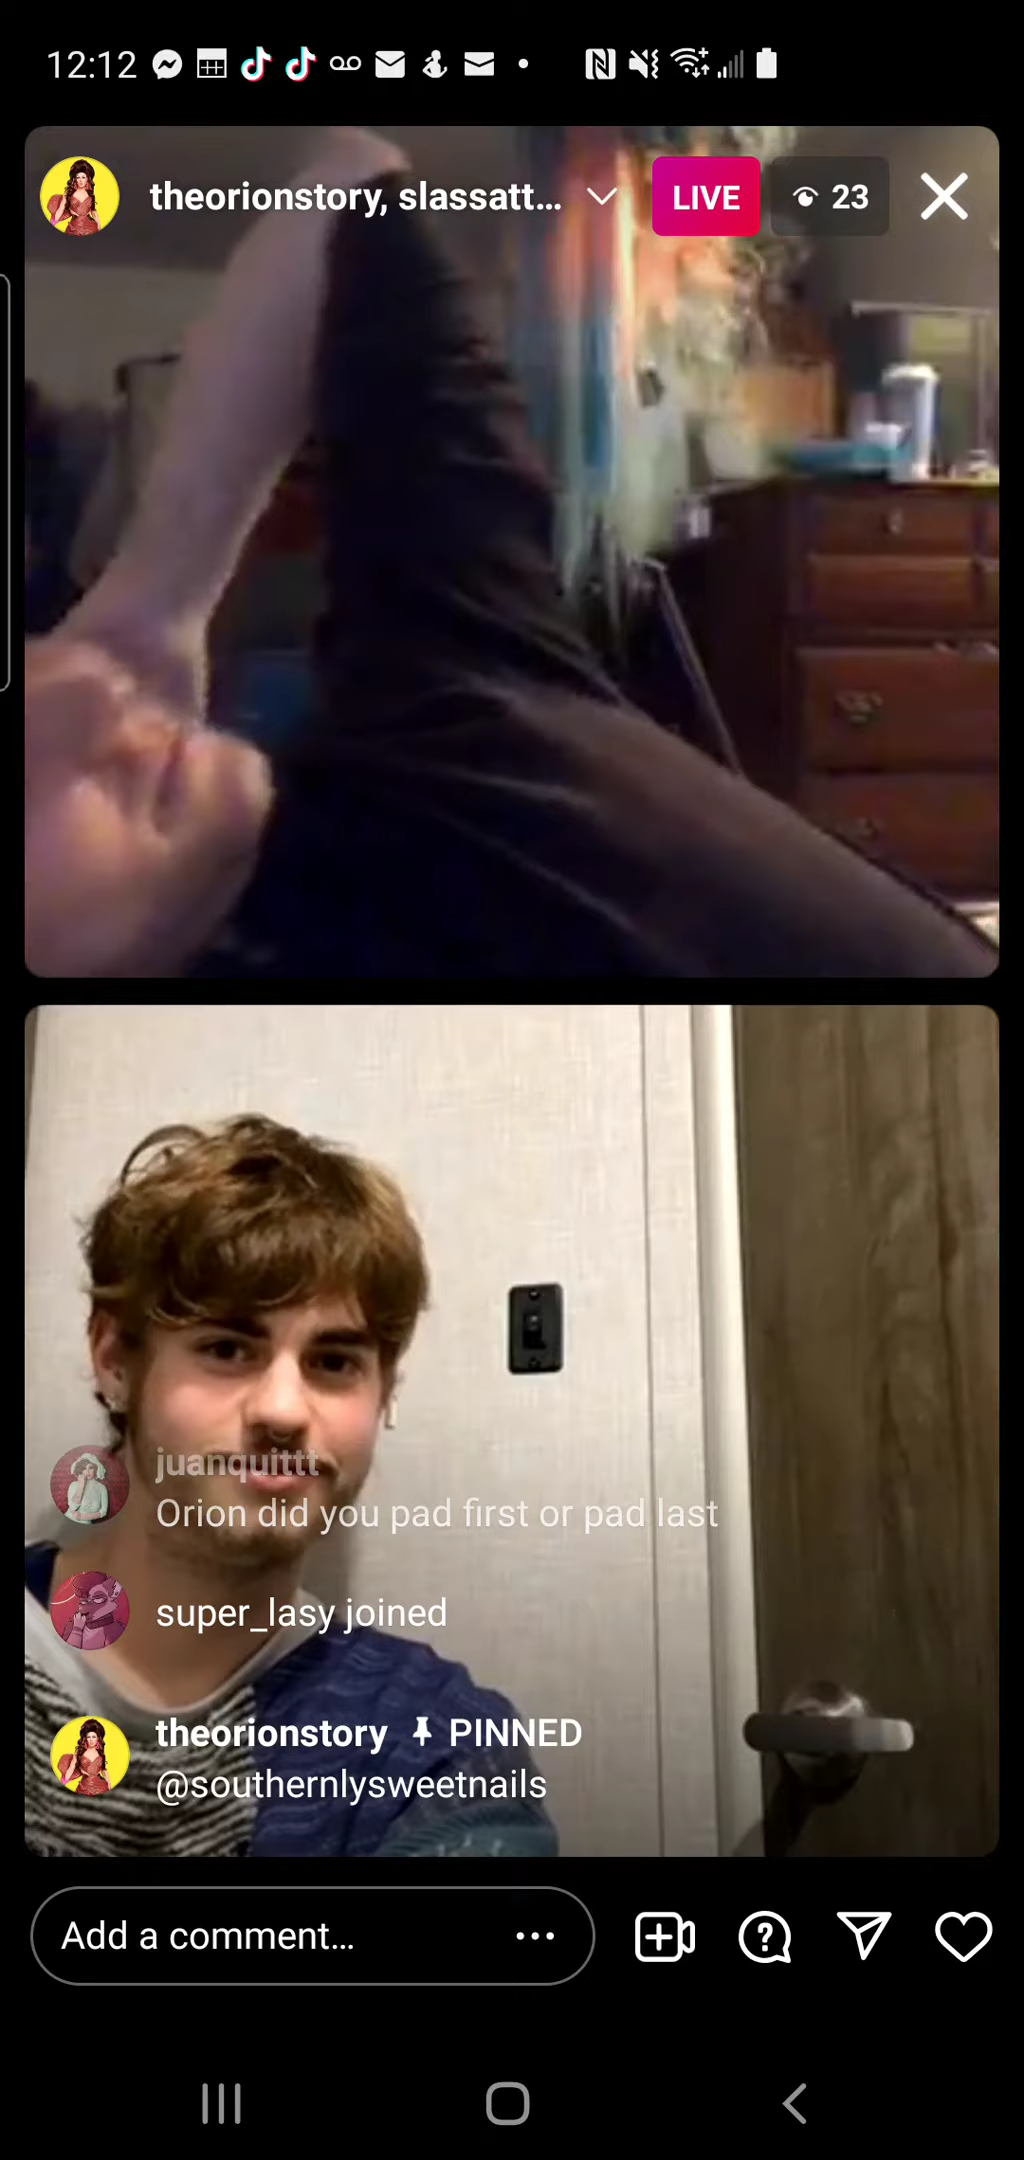 12:12
theorionstory, slassatt...
LIVE
23
juanquittt
Orion did you pad first or pad last
super_lasy joined
theorionstory PINNED
@southernlysweetnails
Add a comment...